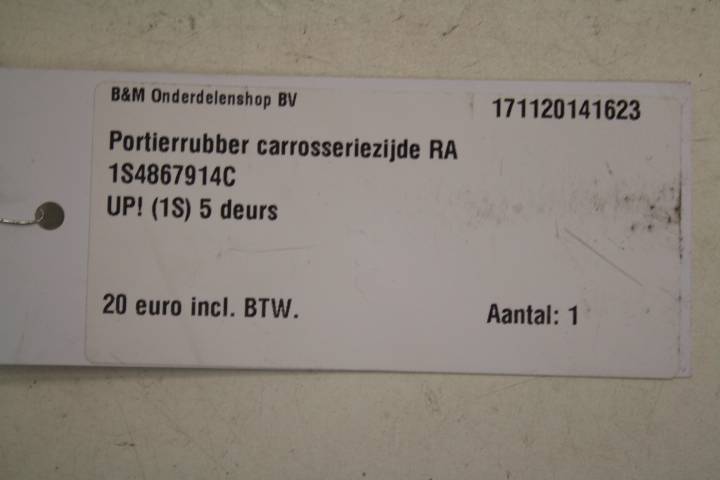 B&M Onderdelenshop BV
171120141623
Portierrubber carrosseriezijde RA
1S4867914C
UP! (1S) 5 deurs
20 euro incl. BTW.
Aantal: 1